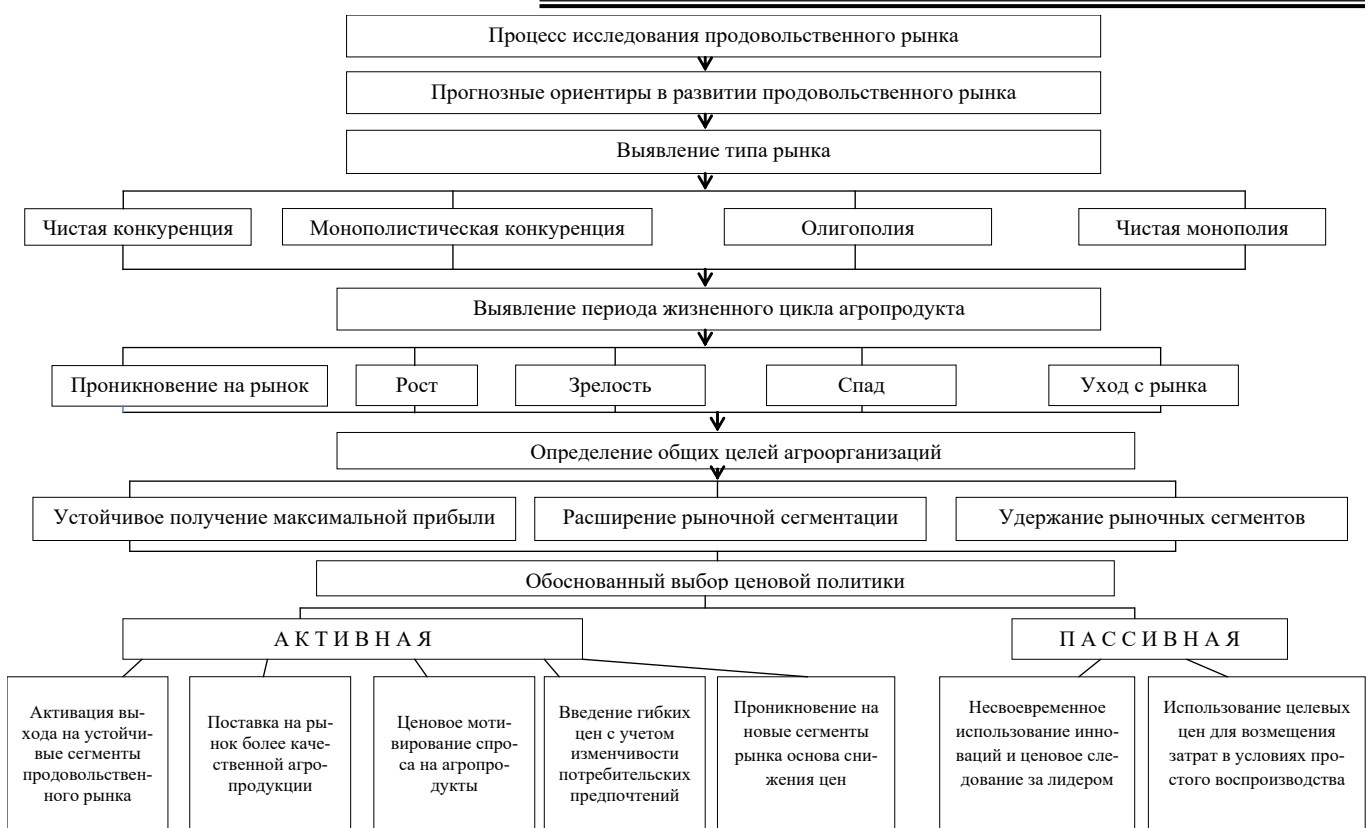 Процесс исследования продовольственного рынка
Прогнозные ориентиры в развитии продовольственного рынка
Выявление типа рынка
Чистая конкуренция
Монополистическая конкуренция
Олигополия
Чистая монополия
Выявление периода жизненного цикла агропродукта
Проникновение на рынок
Рост
Зрелость
Спад
Уход с рынка
Определение общих целей агроорганизаций
Устойчивое получение максимальной прибыли
Расширение рыночной сегментации
Удержание рыночных сегментов
Обоснованный выбор ценовой политики
А К Т И В Н А Я
П А С С И В Н А Я
Активация вы-
хода на устойчи-
вые сегменты
продовольствен-
ного рынка
Поставка на ры-
нок более каче-
ственной агро-
продукции
Ценовое моти-
вирование спро-
са на агропро-
дукты
Введение гибких
цен с учетом
изменчивости
потребительских
предпочтений
Проникновение на
новые сегменты
рынка основа сни-
жения цен
Несвоевременное
использование инно-
ваций и ценовое сле-
дование за лидером
Использование целевых
цен для возмещения
затрат в условиях про-
стого воспроизводства